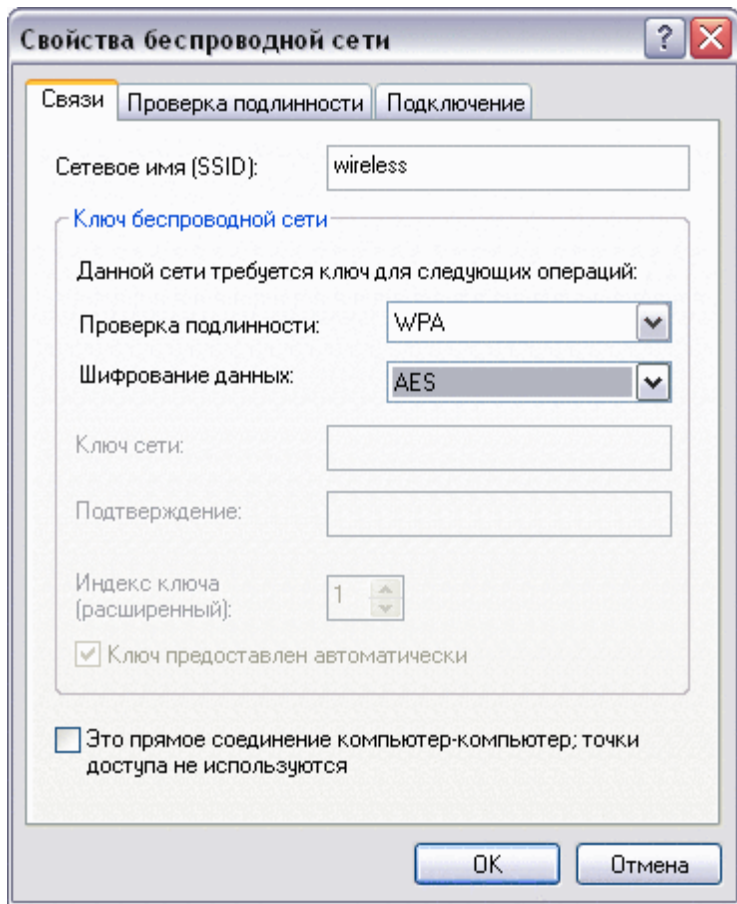 Свойства беспроводной сети
Связи
Проверка подлинности
Подключение
Сетевое имя (SSID):
wireless
Ключ беспроводной сети
Данной сети требуется ключ для следующих операций:
Проверка подлинности:
WPA
Шифрование данных:
AES
Ключ сети:
Подтверждение:
Индекс ключа
(расширенный):
1
Ключ предоставлен автоматически
Это прямое соединение компьютер-компьютер; точки
доступа не используются
OK
Отмена